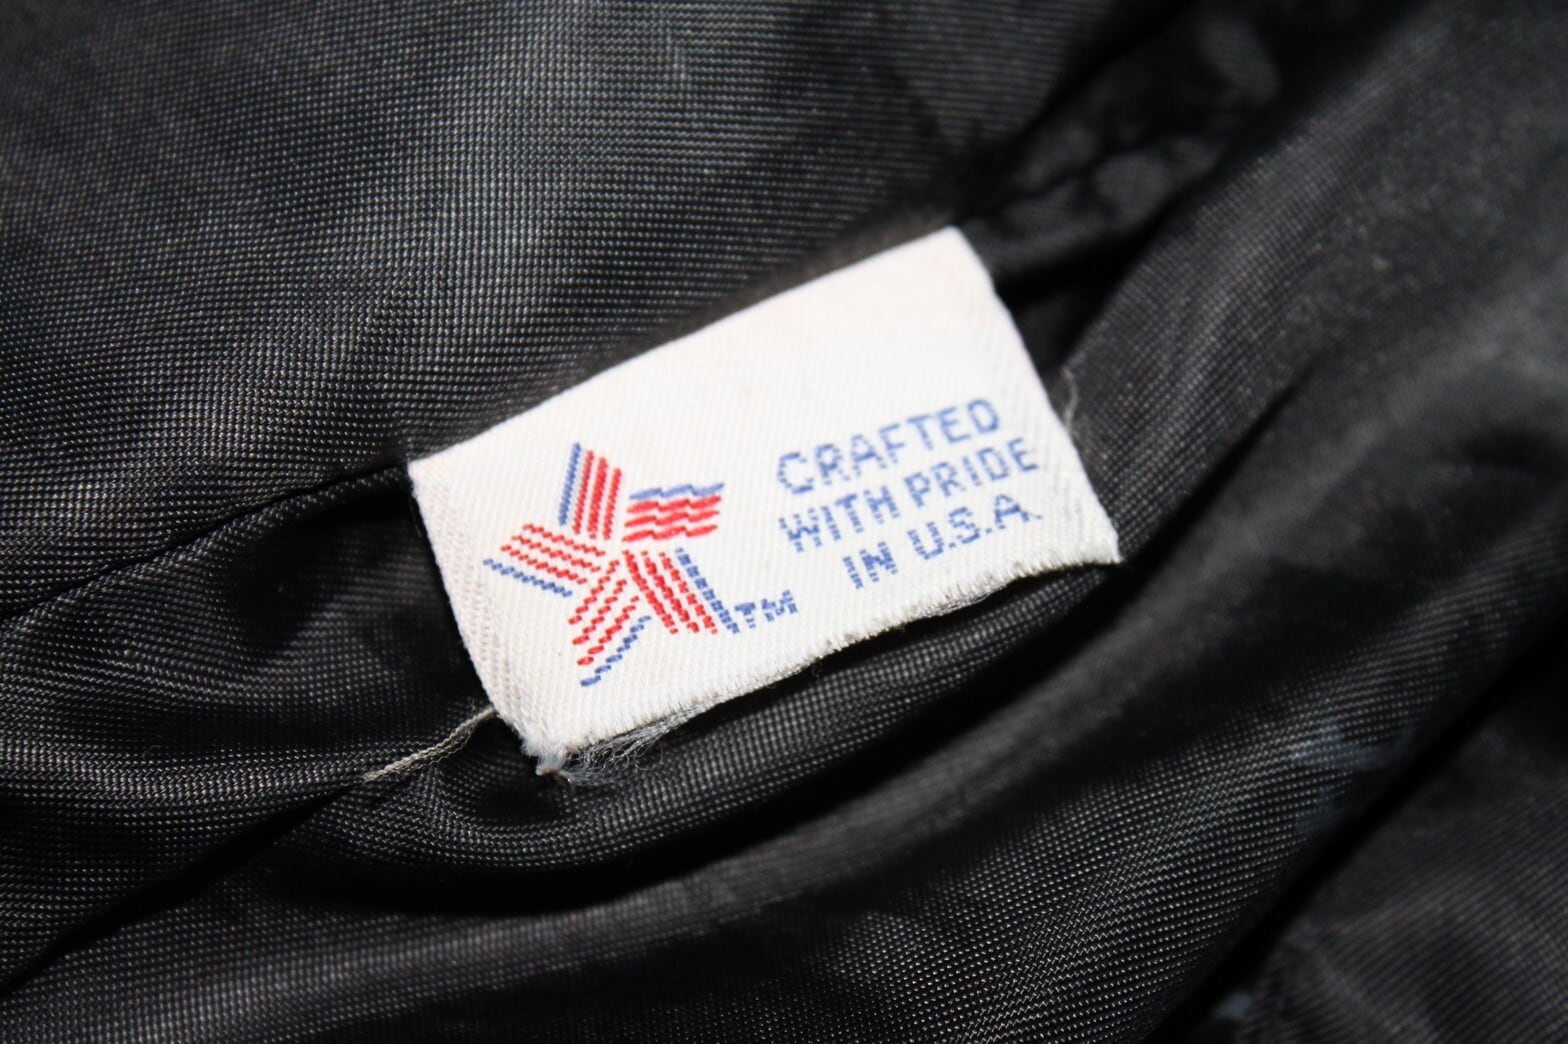 CRAFTED
WITH PRIDE
IN U.S.A.
TM